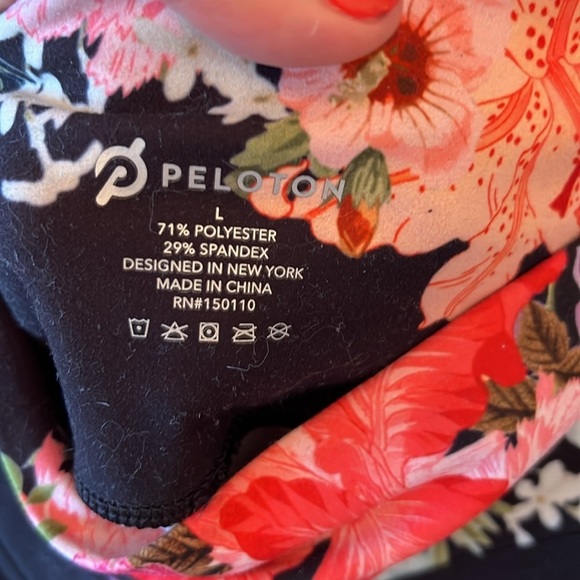 PELOTON
L
71% POLYESTER
29% SPANDEX
DESIGNED IN NEW YORK
MADE IN CHINA
RN#150110